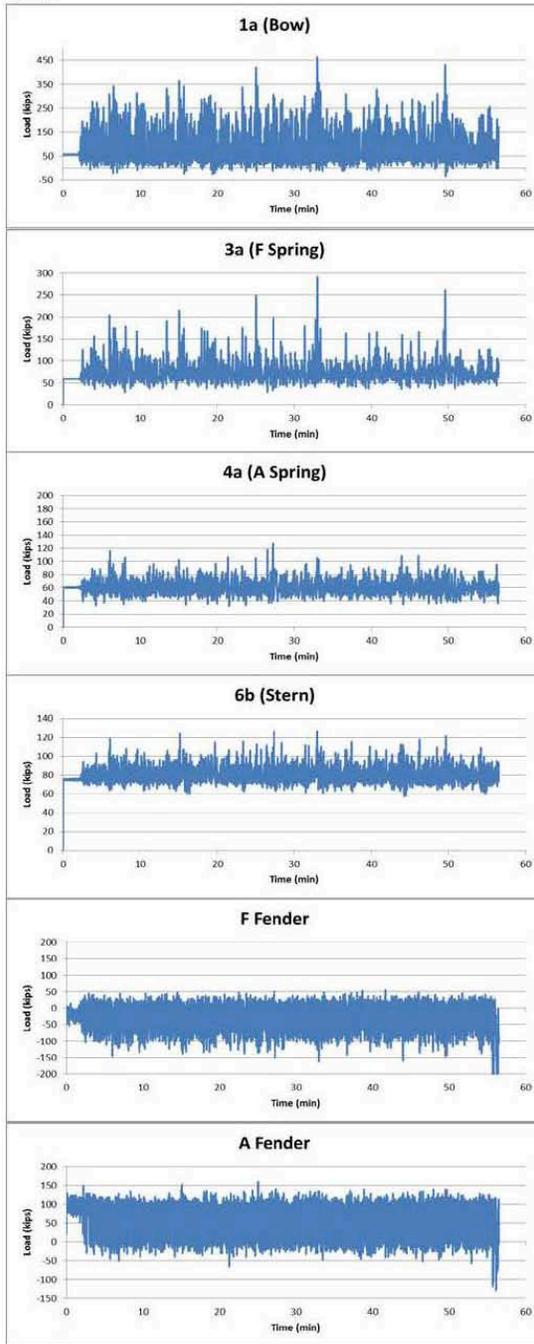 1a (Bow)
450
350
250
150
50
-50
Load (kips)
0 10 20 30 40 50 60
Time (min)
3a (F Spring)
300
250
200
150
100
50
0
Load (kips)
0 10 20 30 40 50 60
Time (min)
4a (A Spring)
200
180
160
140
120
100
80
60
40
20
0
Load (kips)
0 10 20 30 40 50 60
Time (min)
6b (Stern)
140
120
100
80
60
40
20
0
Load (kips)
0 10 20 30 40 50 60
Time (min)
F Fender
200
150
100
50
0
-50
-100
-150
200
Load (kips)
0 10 20 30 40 50 60
Time (min)
A Fender
200
150
100
50
0
-50
-100
-150
Load (kips)
0 10 20 30 40 50 60
Time (min)